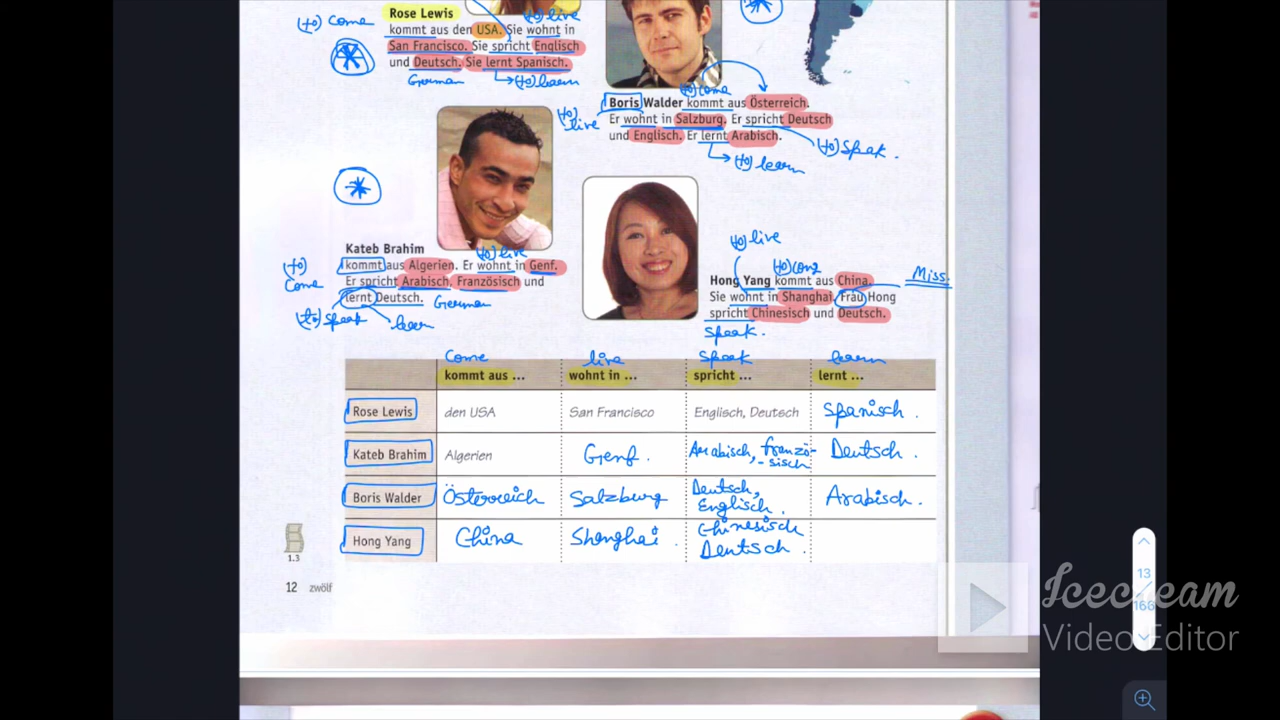 Rose Lewis
(to) live
(to) Come
kommt aus den USA. Sie wohnt in
San Francisco. Sie spricht Englisch
und Deutsch. Sie lernt Spanisch.
German
(to) learn
(to) come
Boris Walder kommt aus Österreich.
(to) live
Er wohnt in Salzburg. Er spricht Deutsch
und Englisch. Er lernt Arabisch.
(to) Speak.
(to) learn
Kateb Brahim
(to) live
(to) Come
kommt aus Algerien. Er wohnt in Genf.
Er spricht Arabisch, Französisch und
lernt Deutsch.
German
(to) speak
learn
(to) live
(to) come
Hong Yang kommt aus China.
Miss.
Sie wohnt in Shanghai. Frau Hong
spricht Chinesisch und Deutsch.
Speak.
Come live Speak learn
kommt aus ... wohnt in ... spricht ... lernt ...
Rose Lewis den USA San Francisco Englisch, Deutsch Spanisch.
Kateb Brahim Algerien Genf. Arabisch, französisch Deutsch.
Boris Walder Österreich Salzburg Deutsch, Englisch. Arabisch.
Hong Yang China Shanghai. Chinesisch Deutsch.
1.3
12 zwölf
13
166
Icecream
Video Editor